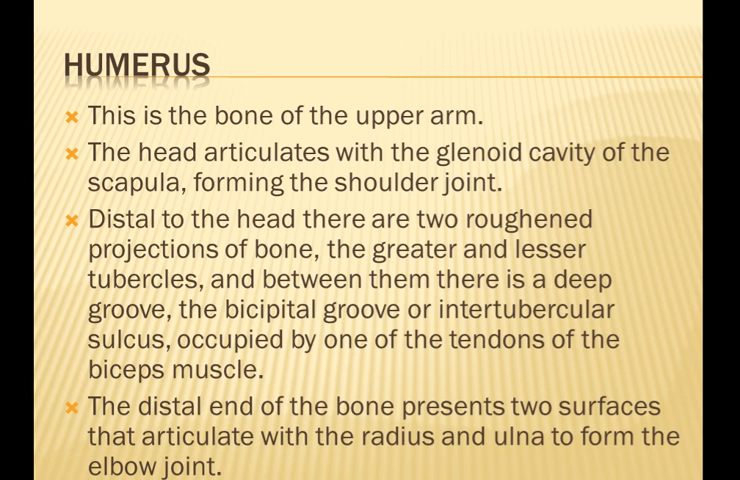 HUMERUS
This is the bone of the upper arm.
The head articulates with the glenoid cavity of the
scapula, forming the shoulder joint.
Distal to the head there are two roughened
projections of bone, the greater and lesser
tubercles, and between them there is a deep
groove, the bicipital groove or intertubercular
sulcus, occupied by one of the tendons of the
biceps muscle.
The distal end of the bone presents two surfaces
that articulate with the radius and ulna to form the
elbow joint.